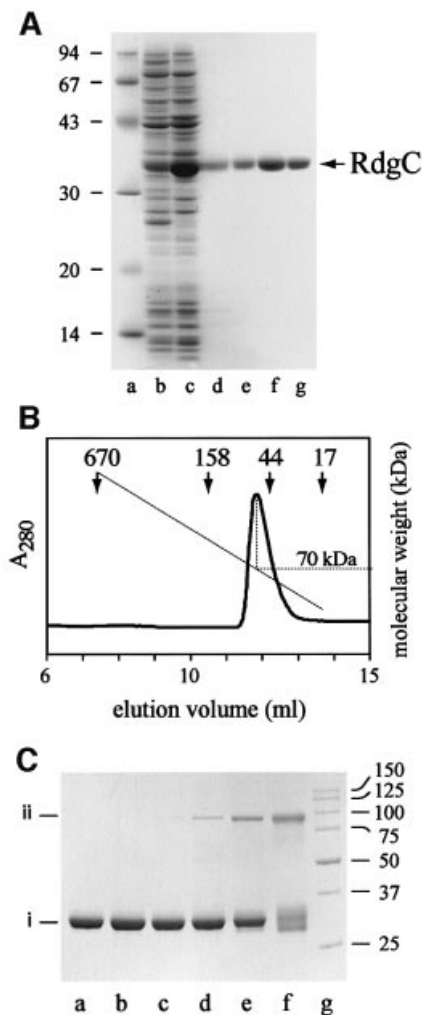 A
94
67
43
30
20
14
RdgC
a b c d e f g
B
670 158 44 17
A280
70 kDa
molecular weight (kDa)
6 10 15
elution volume (ml)
C
ii
i
150
125
100
75
50
37
25
a b c d e f g